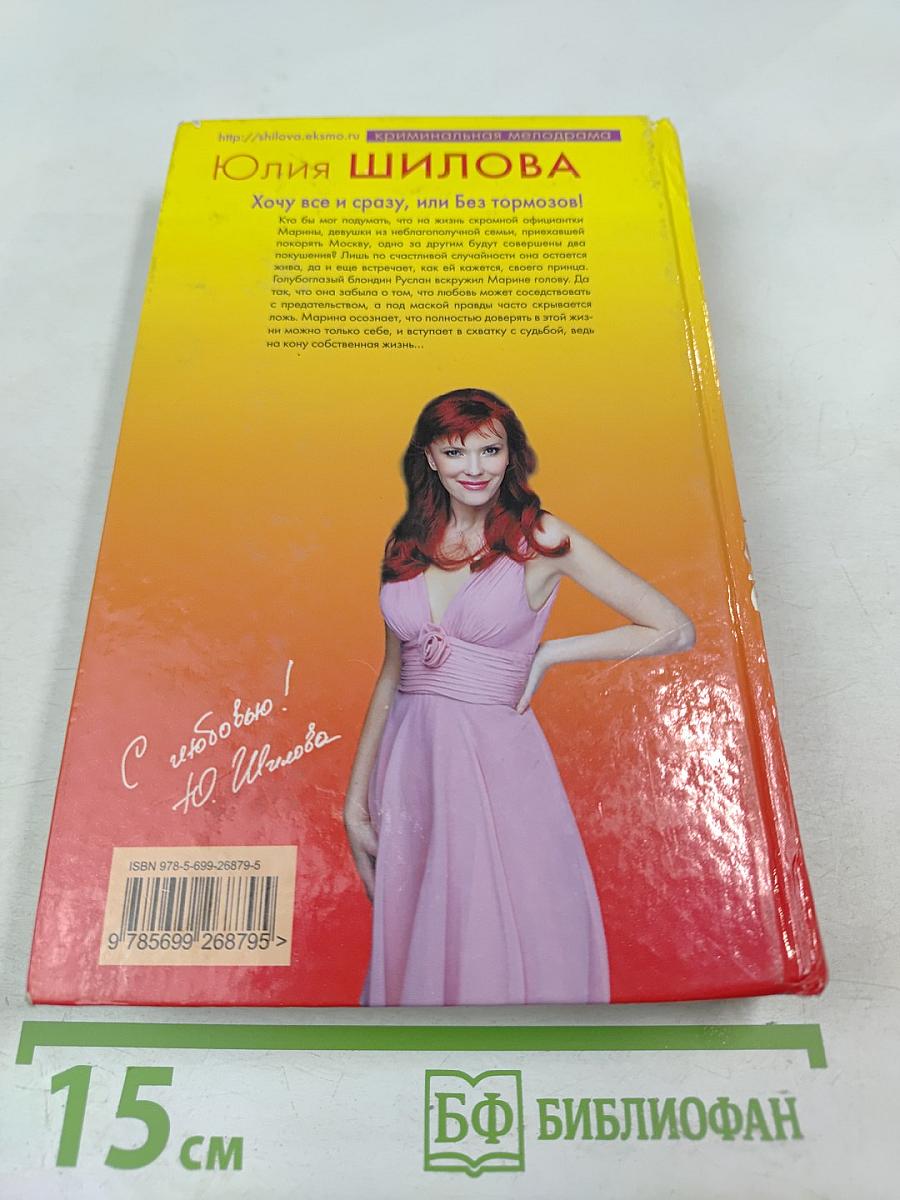 http://shilova.eksmo.ru криминальная мелодрама
Юлия ШИЛОВА
Хочу все и сразу, или Без тормозов!
Кто бы мог подумать, что на жизнь скромной официантки
Марины, девушки из неблагополучной семьи, приехавшей
покорять Москву, одно за другим будут совершены два
покушения? Лишь по счастливой случайности она остается
жива, да и еще встречает, как ей кажется, своего принца.
Голубоглазый блондин Руслан вскружил Марине голову. Да
так, что она забыла о том, что любовь может соседствовать
с предательством, а под маской правды часто скрывается
ложь. Марина осознает, что полностью доверять в этой жиз-
ни можно только себе, и вступает в схватку с судьбой, ведь
на кону собственная жизнь...
С любовью!
Ю. Шилова
ISBN 978-5-699-26879-5
9 785699 268795 >
15 см
БФ БИБЛИОФАН